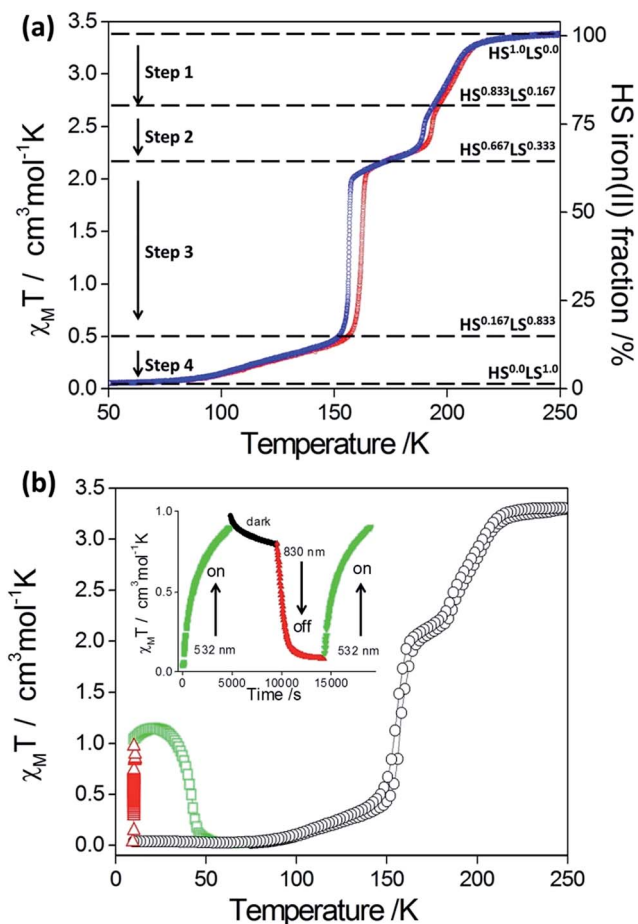 (a)
3.5
3.0
2.5
2.0
1.5
1.0
0.5
0.0
χMT / cm³mol⁻¹K
Step 1
Step 2
Step 3
Step 4
HS¹·⁰LS⁰·⁰
HS⁰·⁸³³LS⁰·¹⁶⁷
HS⁰·⁶⁶⁷LS⁰·³³³
HS⁰·¹⁶⁷LS⁰·⁸³³
HS⁰·⁰LS¹·⁰
100
75
50
25
0
HS iron(II) fraction /%
50 100 150 200 250
Temperature /K
(b)
3.5
3.0
2.5
2.0
1.5
1.0
0.5
0.0
χMT / cm³mol⁻¹K
1.0
0.5
0.0
χMT / cm³mol⁻¹K
dark
830 nm
on
on
off
532 nm
532 nm
0 5000 10000 15000
Time /s
0 50 100 150 200 250
Temperature /K